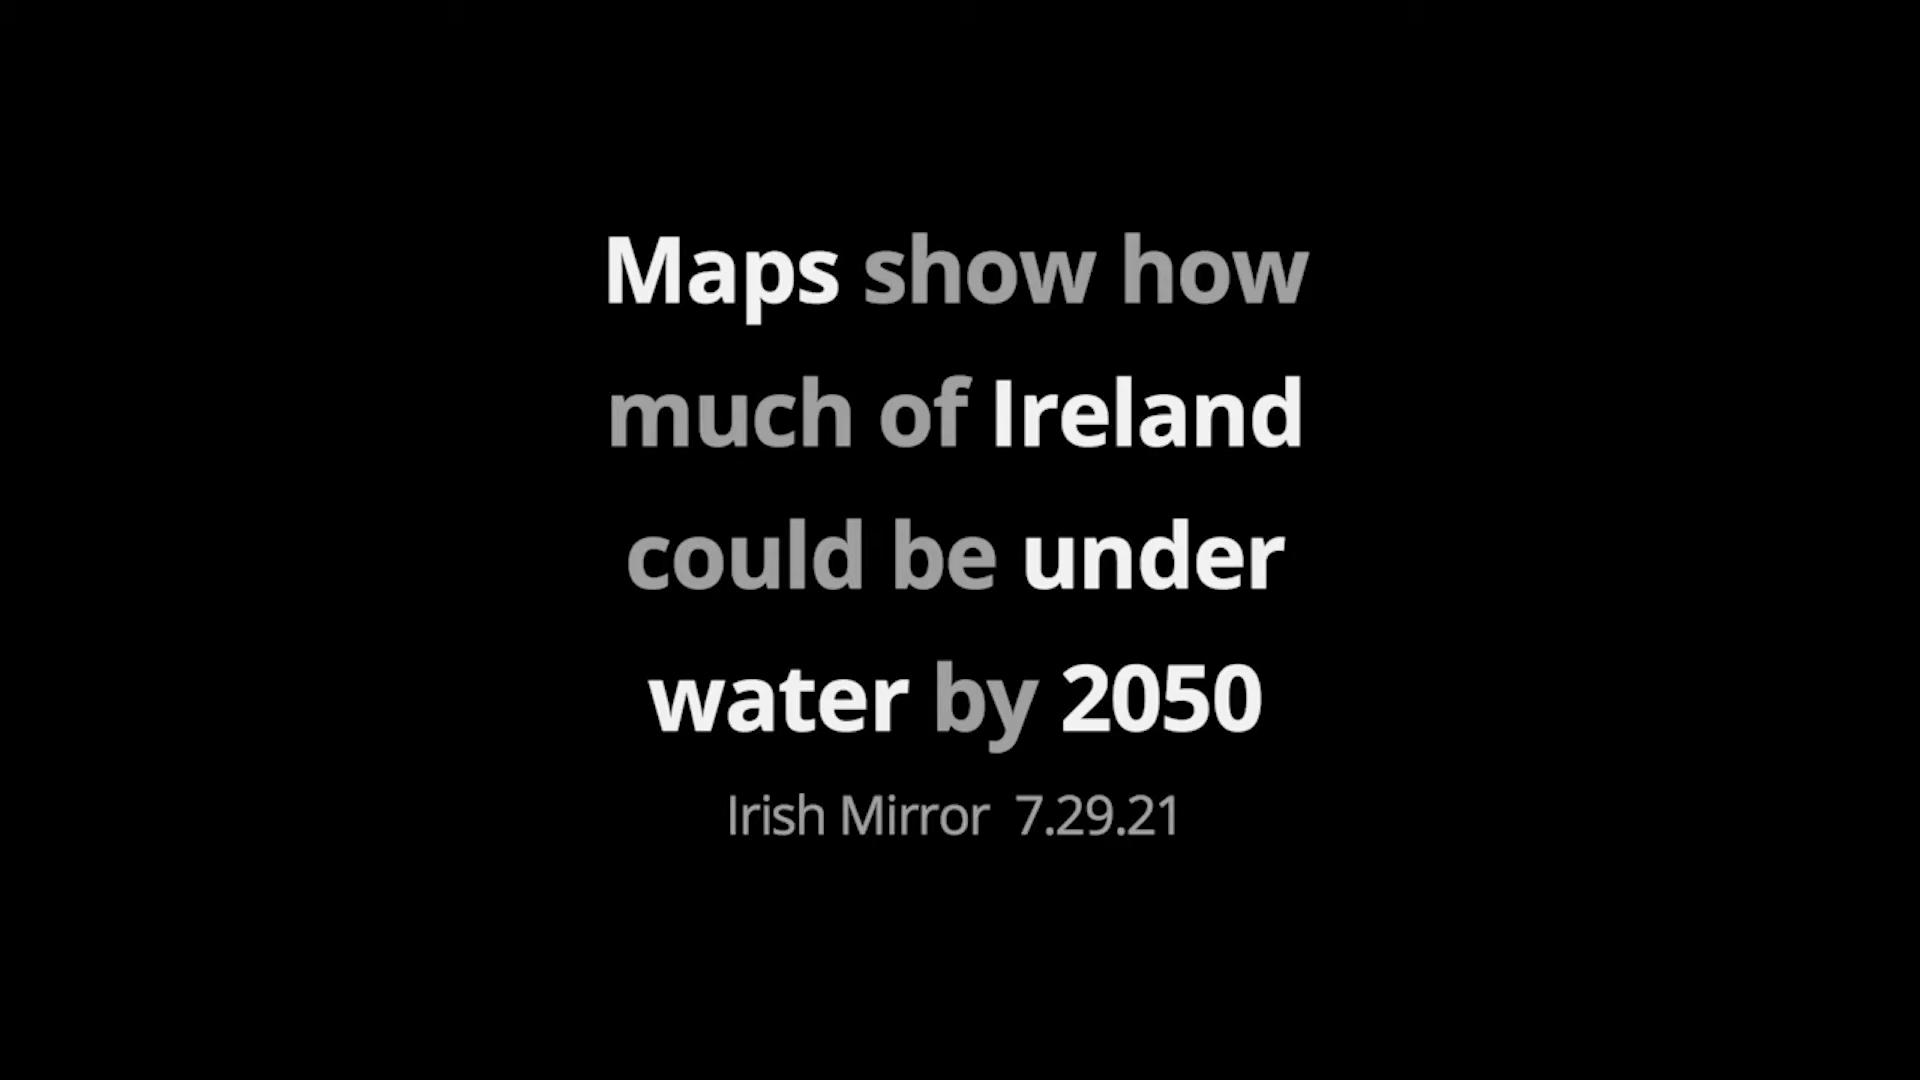 Maps show how
much of Ireland
could be under
water by 2050
Irish Mirror 7.29.21